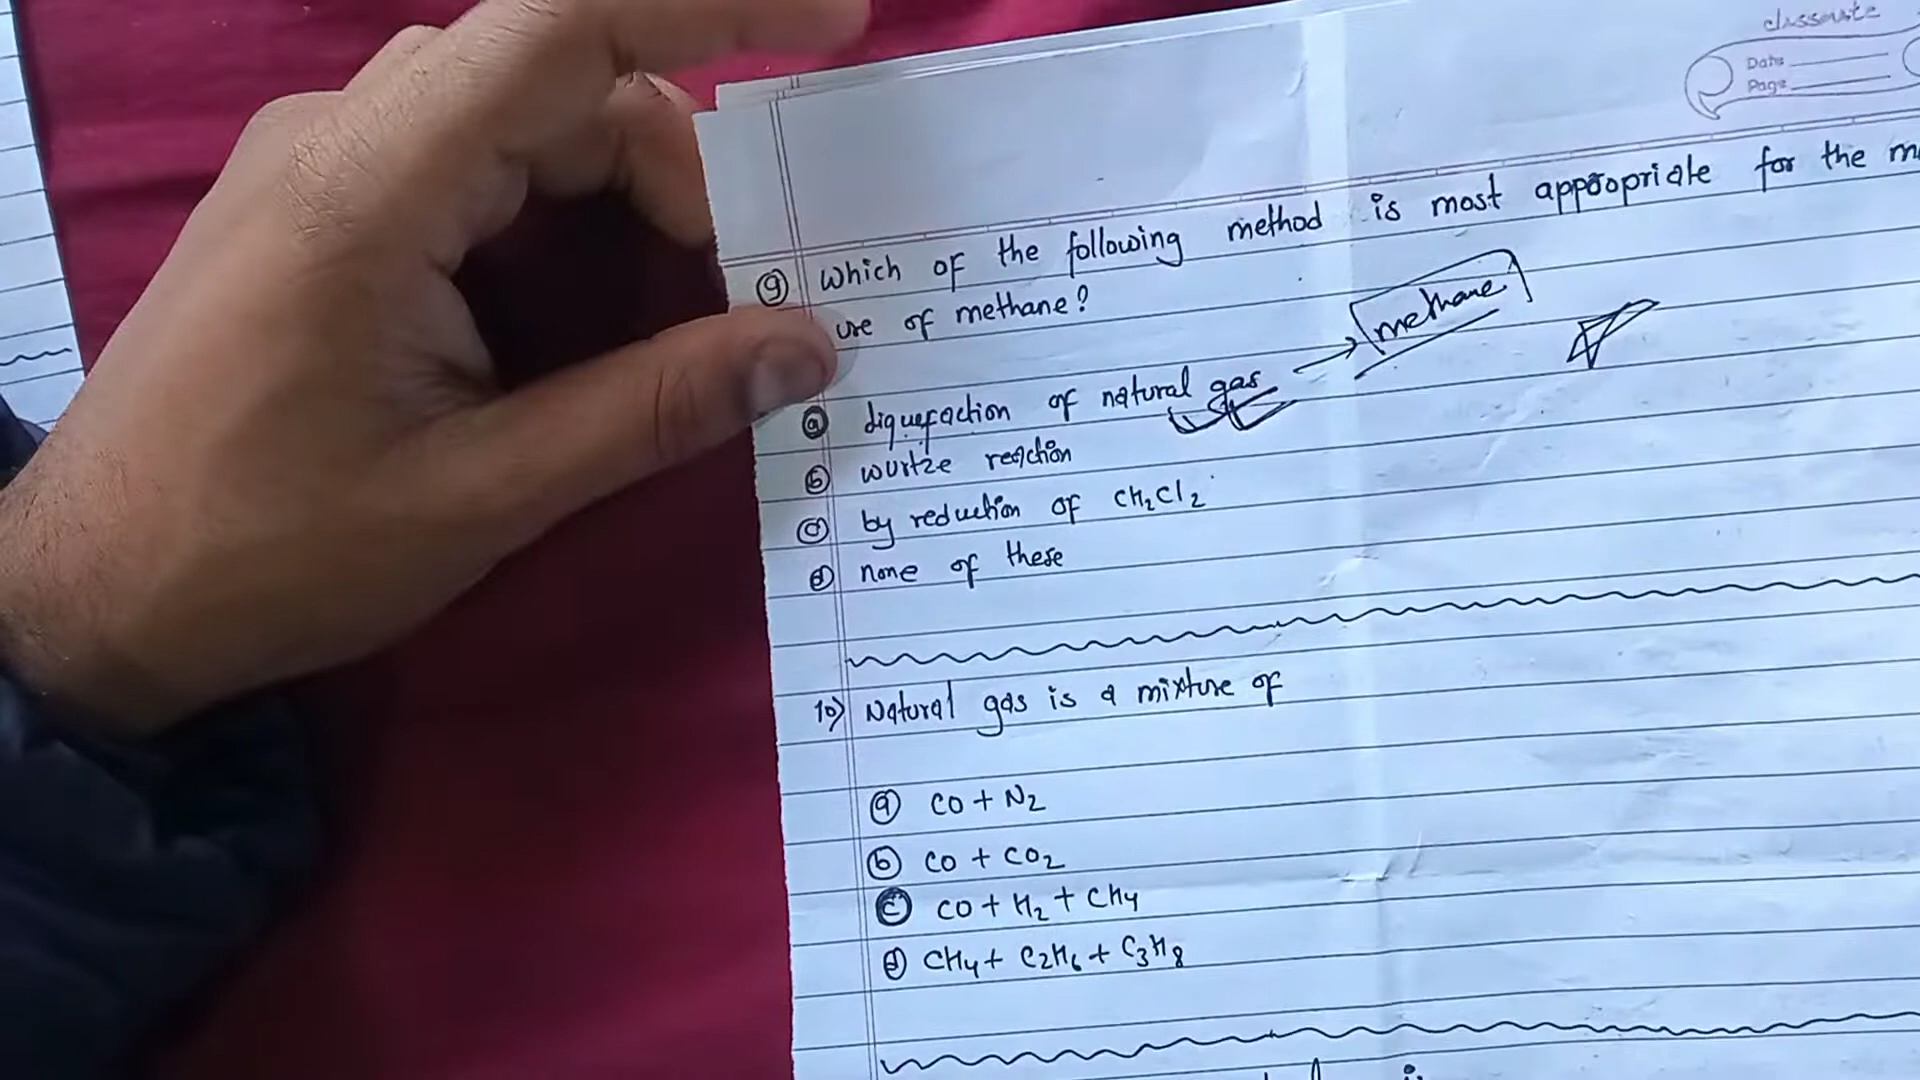 classmate
Date
Page
9 Which of the following method is most appropriate for the
ure of methane?
methane
a liquefaction of natural gas
b wurtze reaction
c by reduction of CH2Cl2
d none of these
10) Natural gas is a mixture of
a CO + N2
b CO + CO2
c CO + H2 + CH4
d CH4 + C2H6 + C3H8